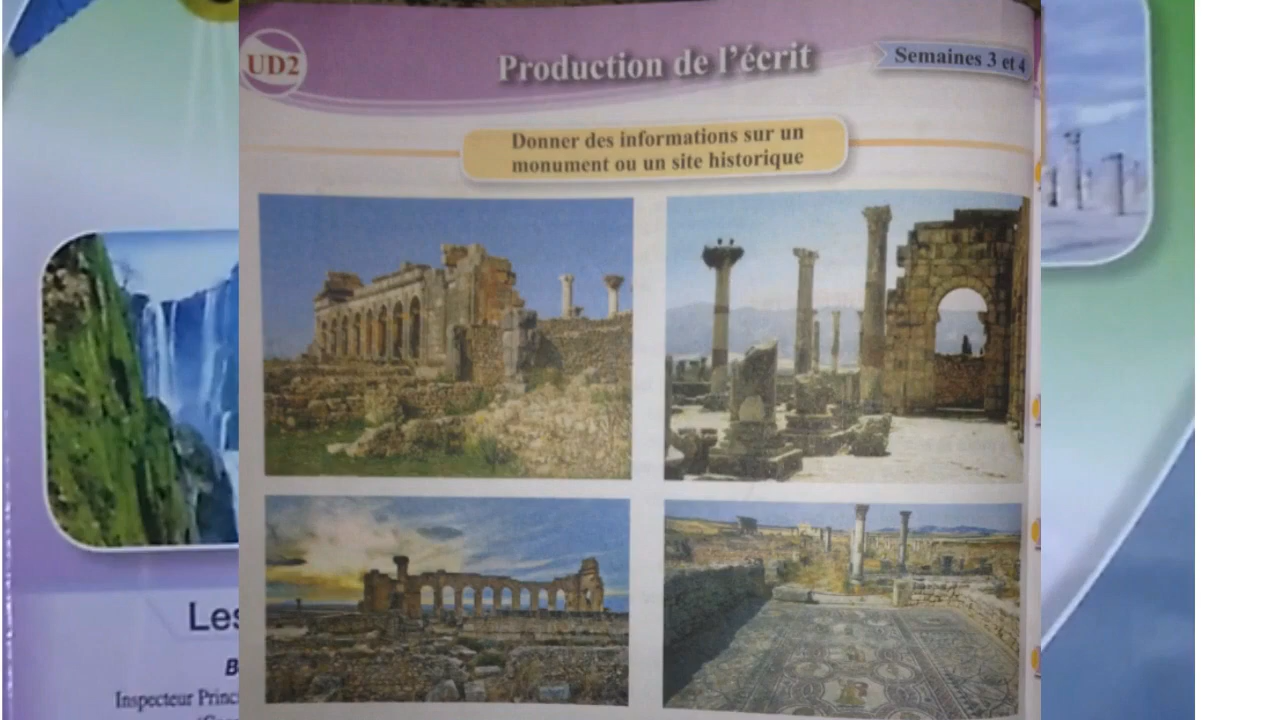 UD2
Production de l'écrit
Semaines 3 et 4
Donner des informations sur un
monument ou un site historique
Les
B
Inspecteur Princ